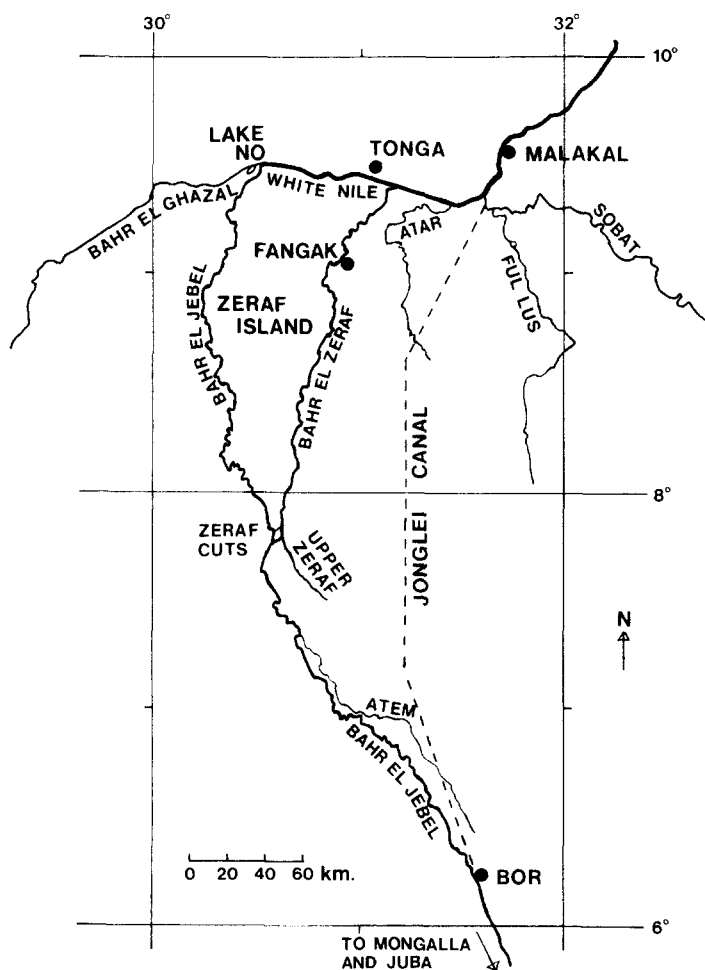 30°
32°
10°
LAKE
NO
TONGA
MALAKAL
WHITE NILE
BAHR EL GHAZAL
ATAR
SOBAT
FANGAK
FUL LUS
ZERAF
ISLAND
BAHR EL JEBEL
BAHR EL ZERAF
JONGLEI CANAL
8°
ZERAF
CUTS
UPPER
ZERAF
N
ATEM
BAHR EL JEBEL
0 20 40 60 km.
BOR
6°
TO MONGALLA
AND JUBA